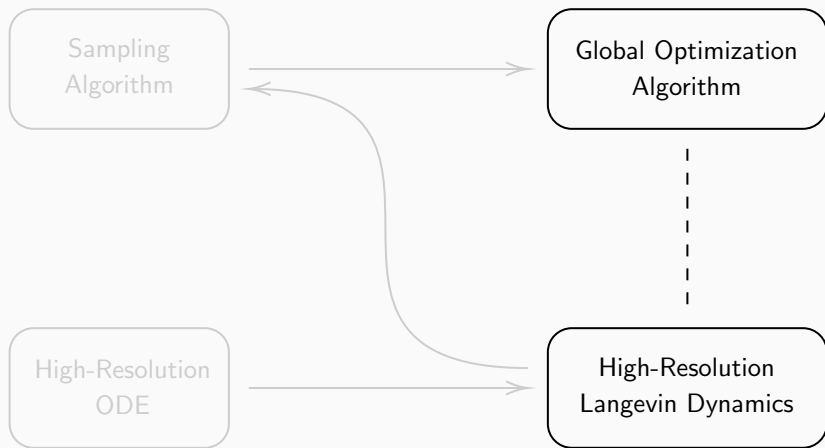 Sampling
Algorithm
Global Optimization
Algorithm
High-Resolution
ODE
High-Resolution
Langevin Dynamics